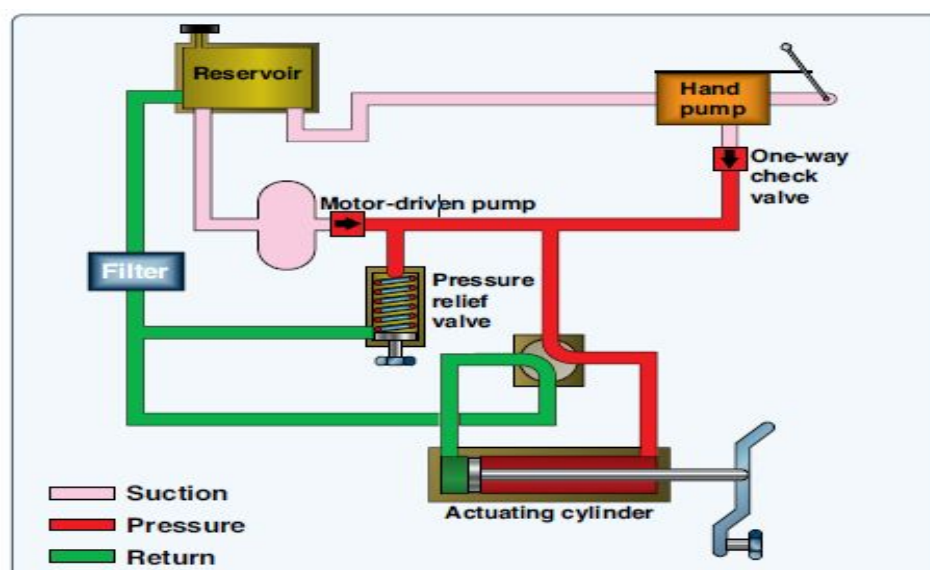 Reservoir
Hand
pump
One-way
check
valve
Motor-driven pump
Filter
Pressure
relief
valve
Suction
Pressure
Return
Actuating cylinder